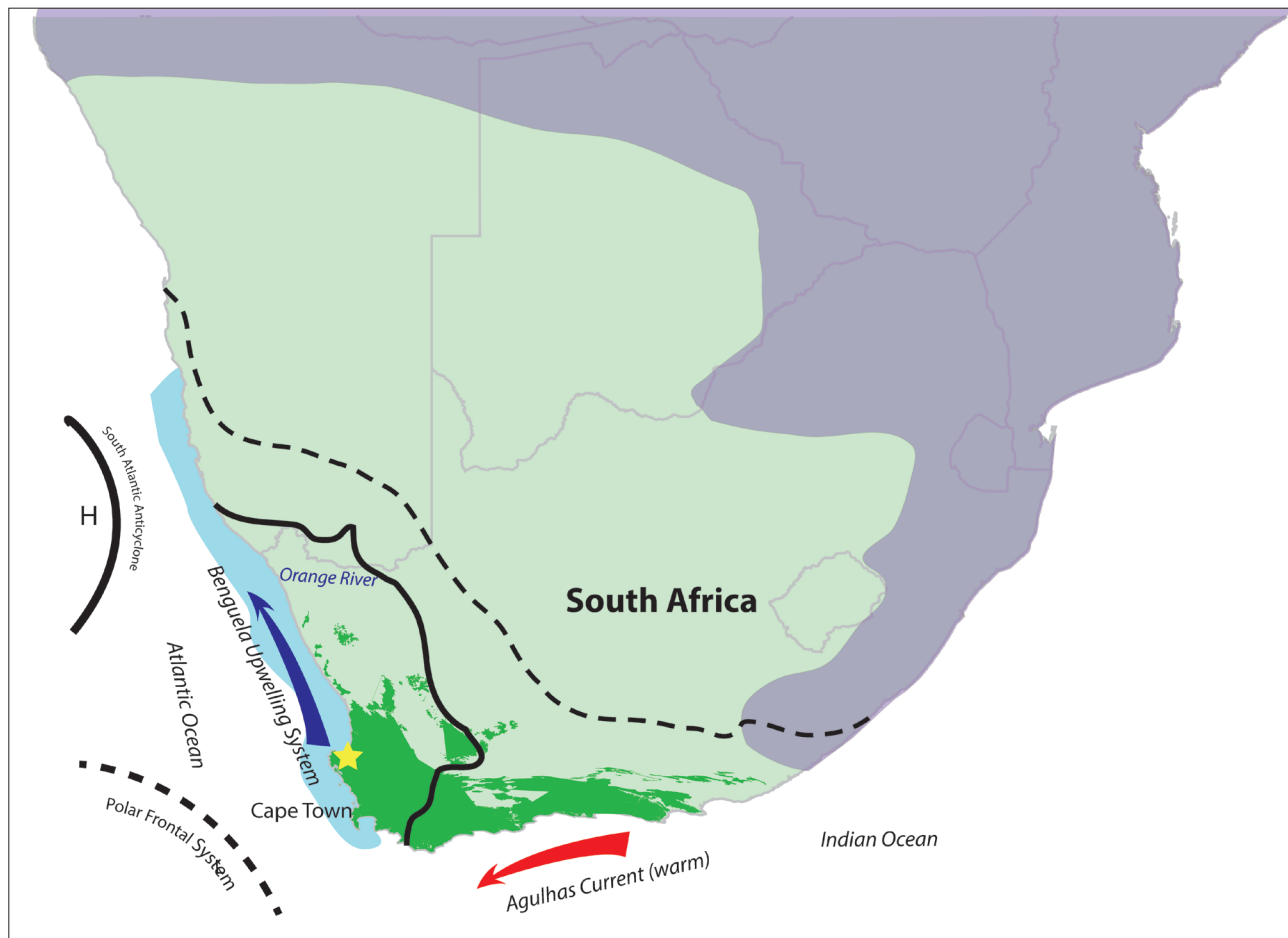 South Atlantic Anticyclone
H
Orange River
South Africa
Benguela Upwelling System
Atlantic Ocean
Cape Town
Polar Frontal System
Indian Ocean
Agulhas Current (warm)